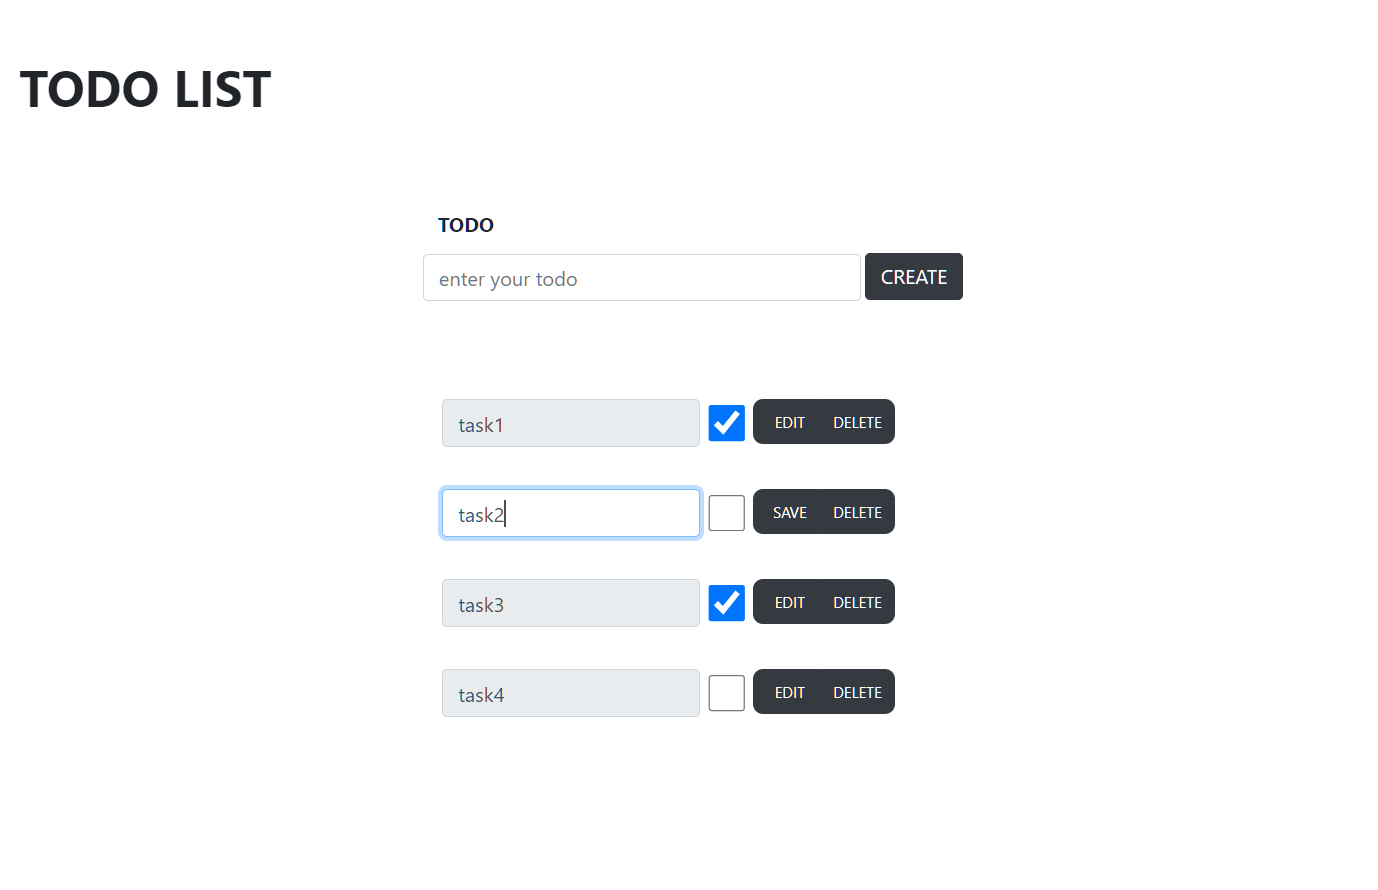 TODO LIST
TODO
enter your todo CREATE
task1 EDIT DELETE
task2 SAVE DELETE
task3 EDIT DELETE
task4 EDIT DELETE